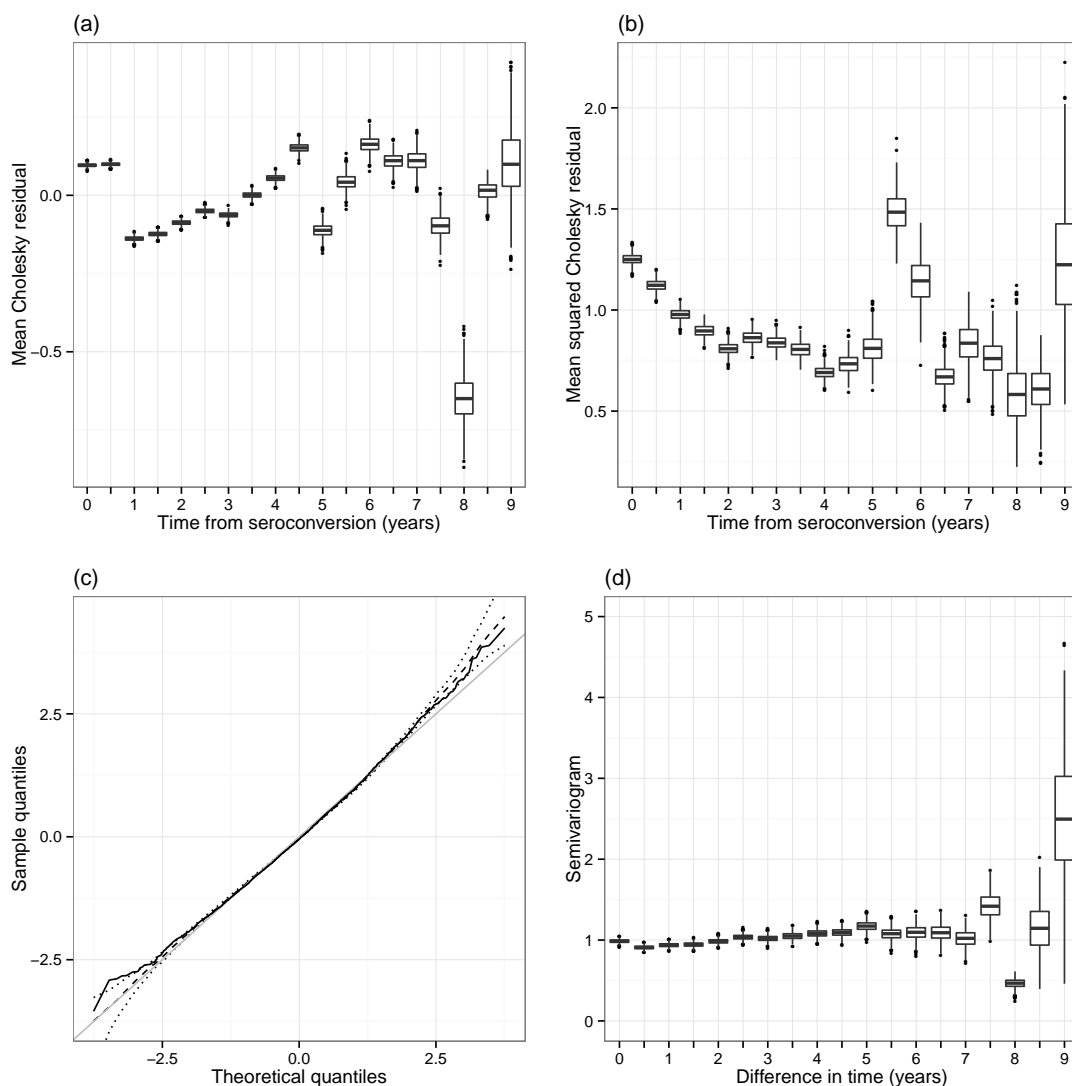 (a)
Mean Cholesky residual
0.0
−0.5
0 1 2 3 4 5 6 7 8 9
Time from seroconversion (years)
(b)
Mean squared Cholesky residual
2.0
1.5
1.0
0.5
0 1 2 3 4 5 6 7 8 9
Time from seroconversion (years)
(c)
Sample quantiles
2.5
0.0
−2.5
−2.5 0.0 2.5
Theoretical quantiles
(d)
Semivariogram
5
4
3
2
1
0
0 1 2 3 4 5 6 7 8 9
Difference in time (years)